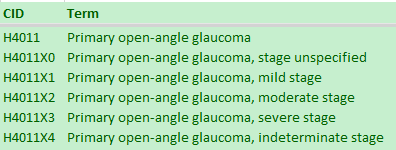 CID Term
H4011 Primary open-angle glaucoma
H4011X0 Primary open-angle glaucoma, stage unspecified
H4011X1 Primary open-angle glaucoma, mild stage
H4011X2 Primary open-angle glaucoma, moderate stage
H4011X3 Primary open-angle glaucoma, severe stage
H4011X4 Primary open-angle glaucoma, indeterminate stage